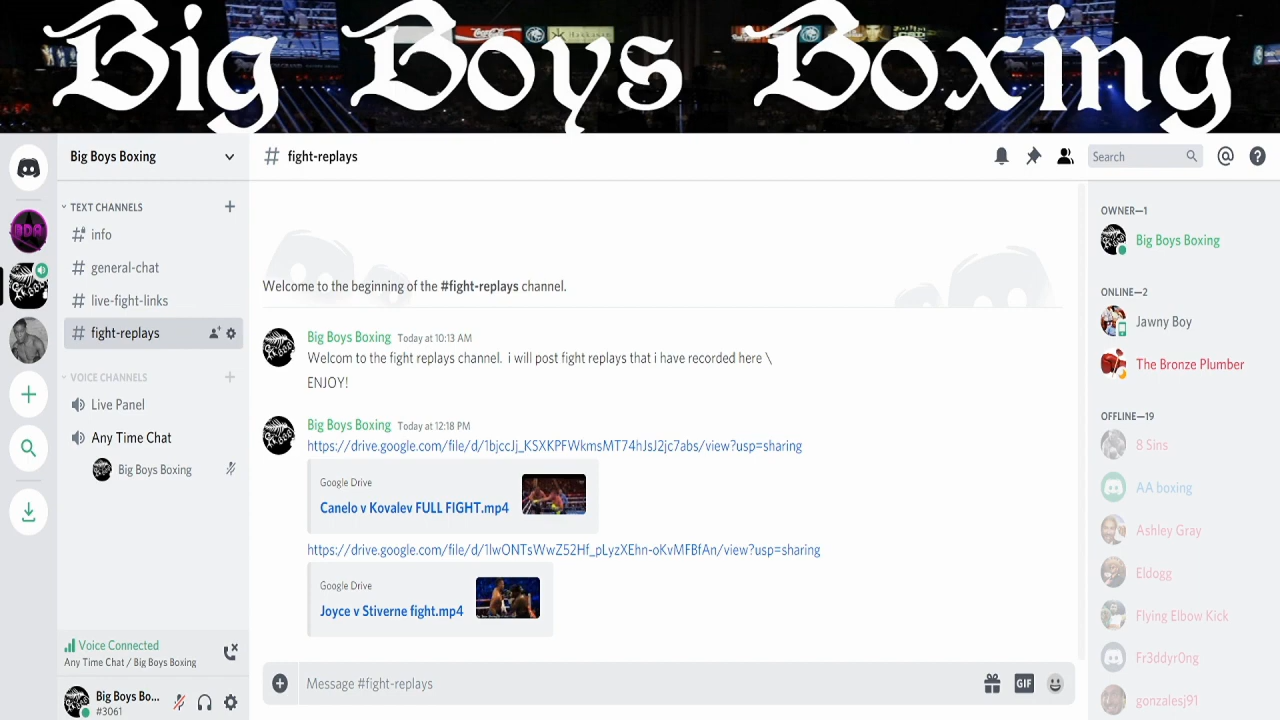 Big Boys Boxing
Big Boys Boxing
# fight-replays
Search
TEXT CHANNELS
info
general-chat
live-fight-links
fight-replays
VOICE CHANNELS
Live Panel
Any Time Chat
Big Boys Boxing
Voice Connected
Any Time Chat / Big Boys Boxing
Big Boys Bo...
#3061
Welcome to the beginning of the #fight-replays channel.
Big Boys Boxing Today at 10:13 AM
Welcom to the fight replays channel. i will post fight replays that i have recorded here \
ENJOY!
Big Boys Boxing Today at 12:18 PM
https://drive.google.com/file/d/1bjccJj_KSXKPFWkmsMT74hJsJ2jc7abs/view?usp=sharing
Google Drive
Canelo v Kovalev FULL FIGHT.mp4
https://drive.google.com/file/d/1lwONTsWwZ52Hf_pLyzXEhn-oKvMFBfAn/view?usp=sharing
Google Drive
Joyce v Stiverne fight.mp4
Message #fight-replays
GIF
OWNER—1
Big Boys Boxing
ONLINE—2
Jawny Boy
The Bronze Plumber
OFFLINE—19
8 Sins
AA boxing
Ashley Gray
Eldogg
Flying Elbow Kick
Fr3ddyr0ng
gonzalesj91
BDA
Coca-Cola